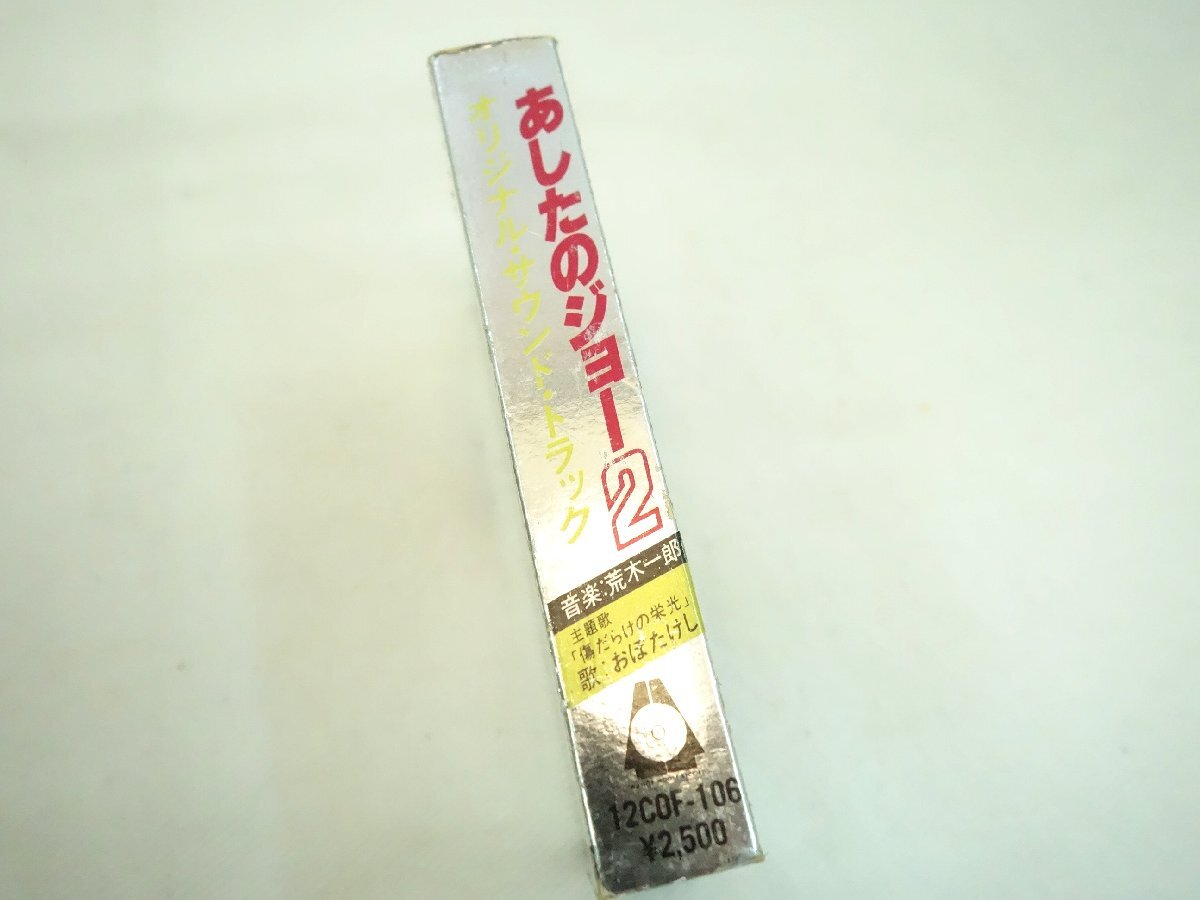 あしたのジョー2
オリジナル・サウンド・トラック
音楽:荒木一郎
主題歌
「傷だらけの栄光」
歌:おぼたけし
12COF-106
¥2,500